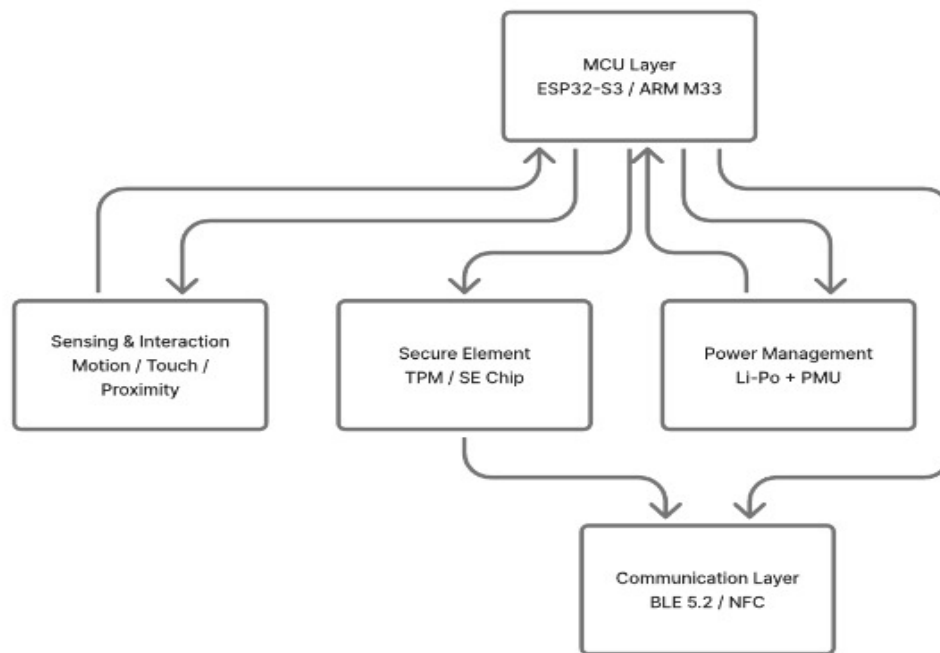 MCU Layer
ESP32-S3 / ARM M33
Sensing & Interaction
Motion / Touch /
Proximity
Secure Element
TPM / SE Chip
Power Management
Li-Po + PMU
Communication Layer
BLE 5.2 / NFC